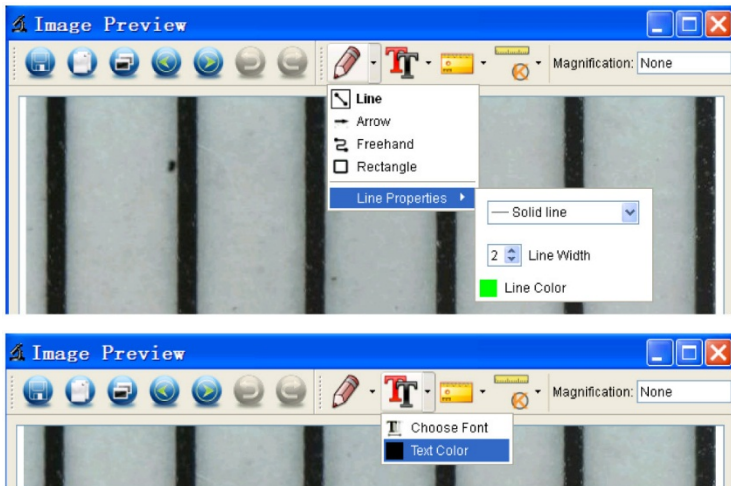 Image Preview
Magnification: None
Line
Arrow
Freehand
Rectangle
Line Properties
Solid line
2 Line Width
Line Color
Image Preview
Magnification: None
Choose Font
Text Color